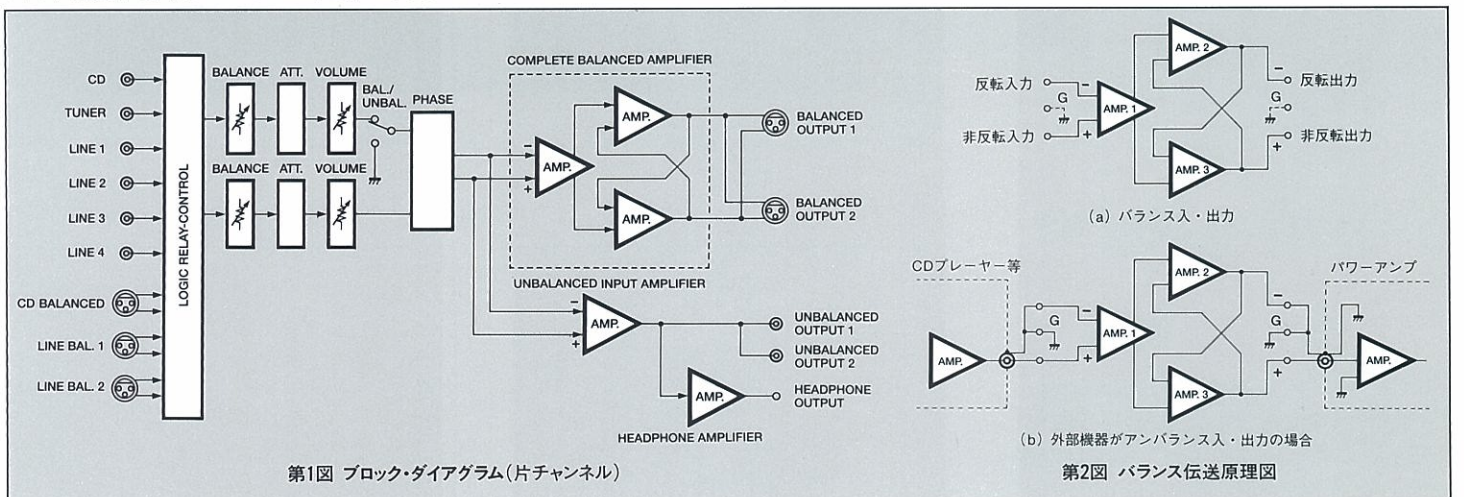 CD
TUNER
LINE 1
LINE 2
LINE 3
LINE 4
CD BALANCED
LINE BAL. 1
LINE BAL. 2
LOGIC RELAY-CONTROL
BALANCE
ATT.
VOLUME
BAL./
UNBAL.
PHASE
BALANCE
ATT.
VOLUME
COMPLETE BALANCED AMPLIFIER
−
+
AMP.
AMP.
AMP.
BALANCED
OUTPUT 1
BALANCED
OUTPUT 2
UNBALANCED INPUT AMPLIFIER
−
+
AMP.
UNBALANCED
OUTPUT 1
UNBALANCED
OUTPUT 2
AMP.
HEADPHONE
OUTPUT
HEADPHONE AMPLIFIER
第1図 ブロック・ダイアグラム(片チャンネル)
反転入力
−
G
非反転入力
+
AMP. 1
AMP. 2
AMP. 3
−
反転出力
G
非反転出力
+
(a) バランス入・出力
CDプレーヤー等
AMP.
G
−
+
AMP. 1
AMP. 2
AMP. 3
−
G
+
パワーアンプ
AMP.
(b) 外部機器がアンバランス入・出力の場合
第2図 バランス伝送原理図